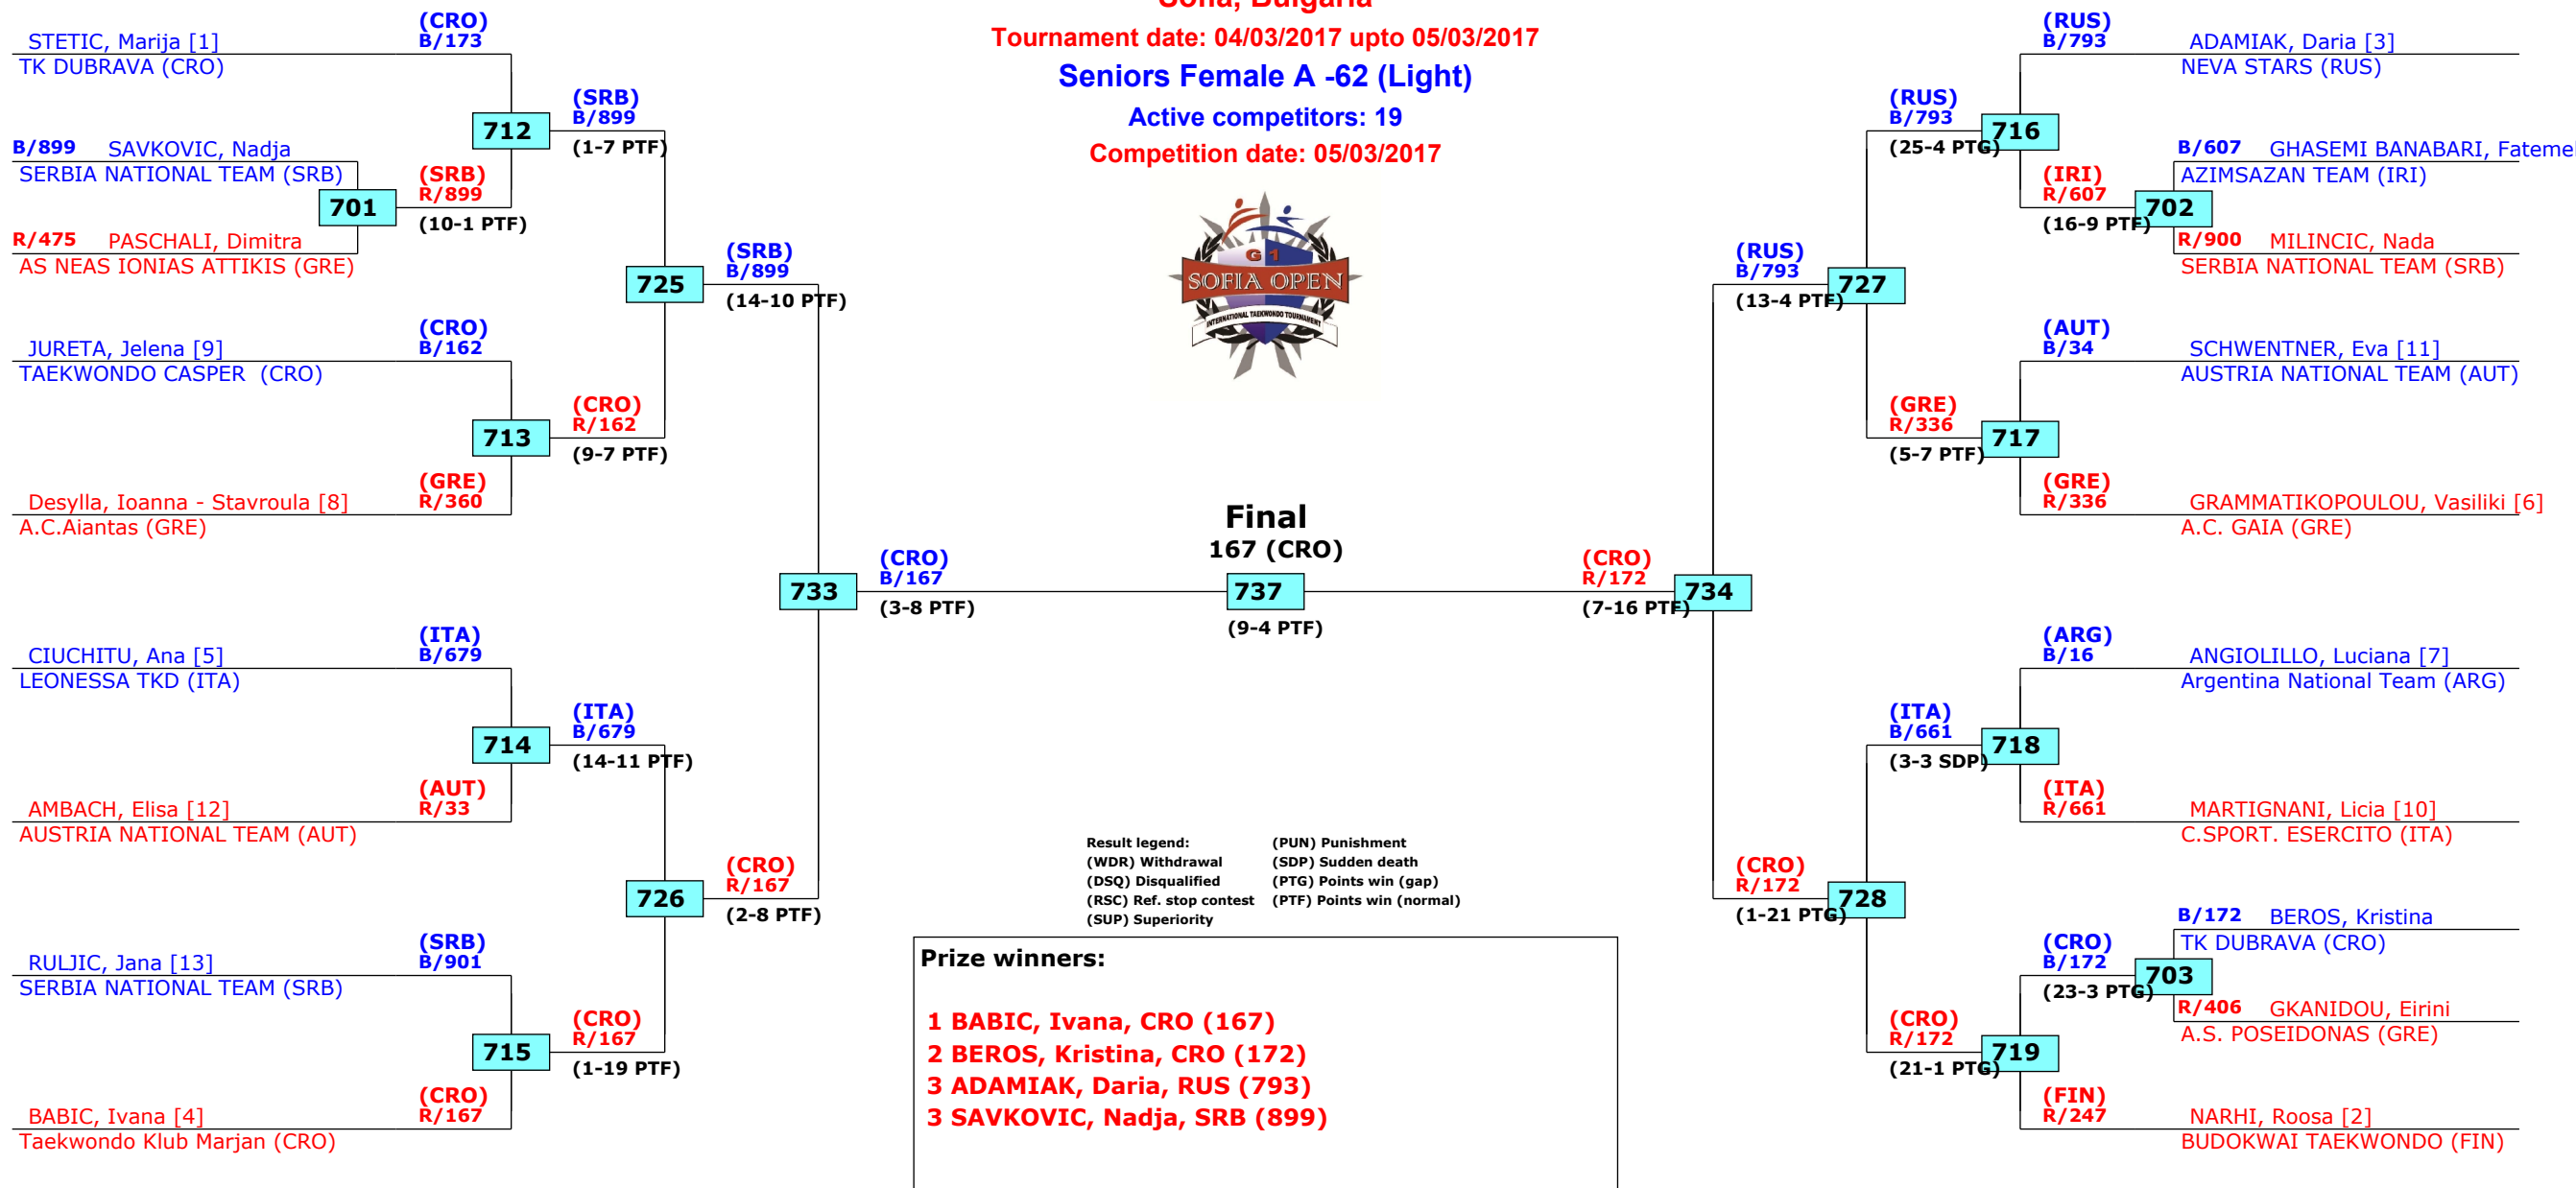 Sofia, Bulgaria
Tournament date: 04/03/2017 upto 05/03/2017
Seniors Female A -62 (Light)
Active competitors: 19
Competition date: 05/03/2017
G 1
SOFIA OPEN
INTERNATIONAL TAEKWONDO TOURNAMENT
STETIC, Marija [1]
TK DUBRAVA (CRO)
(CRO)
B/173
B/899 SAVKOVIC, Nadja
SERBIA NATIONAL TEAM (SRB)
R/475 PASCHALI, Dimitra
AS NEAS IONIAS ATTIKIS (GRE)
701
(SRB)
R/899
(10-1 PTF)
712
(SRB)
B/899
(1-7 PTF)
JURETA, Jelena [9]
TAEKWONDO CASPER (CRO)
(CRO)
B/162
Desylla, Ioanna - Stavroula [8]
A.C.Aiantas (GRE)
(GRE)
R/360
713
(CRO)
R/162
(9-7 PTF)
725
(SRB)
B/899
(14-10 PTF)
CIUCHITU, Ana [5]
LEONESSA TKD (ITA)
(ITA)
B/679
AMBACH, Elisa [12]
AUSTRIA NATIONAL TEAM (AUT)
(AUT)
R/33
714
(ITA)
B/679
(14-11 PTF)
RULJIC, Jana [13]
SERBIA NATIONAL TEAM (SRB)
(SRB)
B/901
BABIC, Ivana [4]
Taekwondo Klub Marjan (CRO)
(CRO)
R/167
715
(CRO)
R/167
(1-19 PTF)
726
(CRO)
R/167
(2-8 PTF)
733
(CRO)
B/167
(3-8 PTF)
Final
167 (CRO)
737
(9-4 PTF)
(CRO)
R/172
(7-16 PTF)
734
(RUS)
B/793
(13-4 PTF)
727
(RUS)
B/793
(25-4 PTG)
716
(RUS)
B/793
ADAMIAK, Daria [3]
NEVA STARS (RUS)
(IRI)
R/607
(16-9 PTF)
702
B/607 GHASEMI BANABARI, Fateme
AZIMSAZAN TEAM (IRI)
R/900 MILINCIC, Nada
SERBIA NATIONAL TEAM (SRB)
(GRE)
R/336
(5-7 PTF)
717
(AUT)
B/34
SCHWENTNER, Eva [11]
AUSTRIA NATIONAL TEAM (AUT)
(GRE)
R/336
GRAMMATIKOPOULOU, Vasiliki [6]
A.C. GAIA (GRE)
(CRO)
R/172
(1-21 PTG)
728
(ITA)
B/661
(3-3 SDP)
718
(ARG)
B/16
ANGIOLILLO, Luciana [7]
Argentina National Team (ARG)
(ITA)
R/661
MARTIGNANI, Licia [10]
C.SPORT. ESERCITO (ITA)
(CRO)
R/172
(21-1 PTG)
719
(CRO)
B/172
(23-3 PTG)
703
B/172 BEROS, Kristina
TK DUBRAVA (CRO)
R/406 GKANIDOU, Eirini
A.S. POSEIDONAS (GRE)
(FIN)
R/247
NARHI, Roosa [2]
BUDOKWAI TAEKWONDO (FIN)
Result legend: (PUN) Punishment
(WDR) Withdrawal (SDP) Sudden death
(DSQ) Disqualified (PTG) Points win (gap)
(RSC) Ref. stop contest (PTF) Points win (normal)
(SUP) Superiority
Prize winners:
1 BABIC, Ivana, CRO (167)
2 BEROS, Kristina, CRO (172)
3 ADAMIAK, Daria, RUS (793)
3 SAVKOVIC, Nadja, SRB (899)